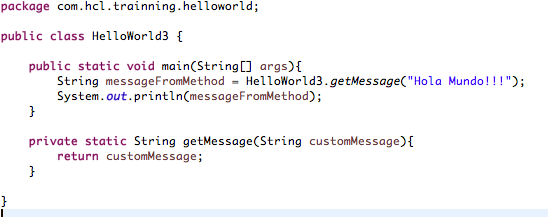 package com.hcl.trainning.helloworld;
public class HelloWorld3 {
public static void main(String[] args){
String messageFromMethod = HelloWorld3.getMessage("Hola Mundo!!!");
System.out.println(messageFromMethod);
}
private static String getMessage(String customMessage){
return customMessage;
}
}